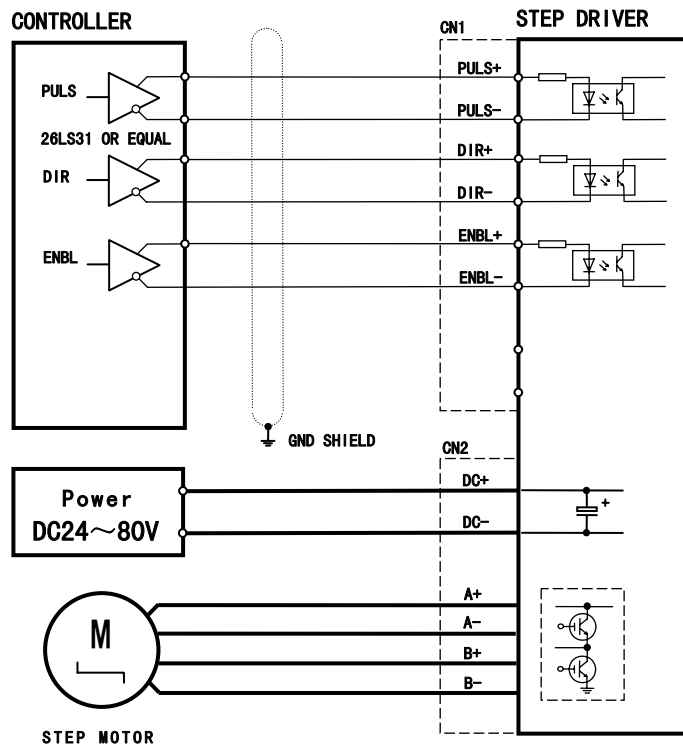 CONTROLLER
STEP DRIVER
CN1
PULS
PULS+
PULS-
26LS31 OR EQUAL
DIR
DIR+
DIR-
ENBL
ENBL+
ENBL-
GND SHIELD
CN2
Power
DC24～80V
DC+
DC-
+
M
A+
A-
B+
B-
STEP MOTOR